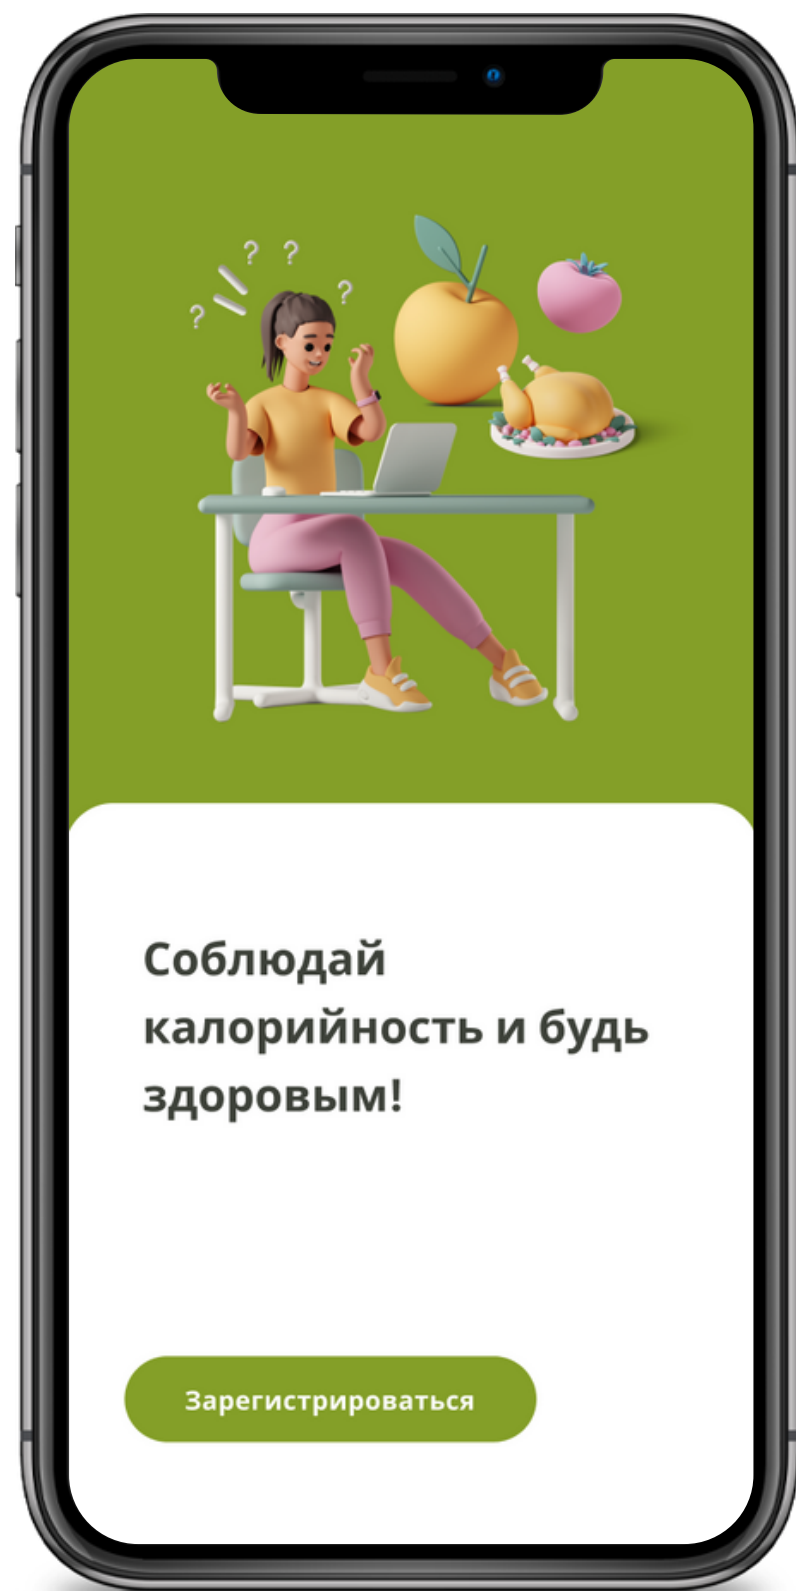 ? ?
? ?
Соблюдай
калорийность и будь
здоровым!
Зарегистрироваться